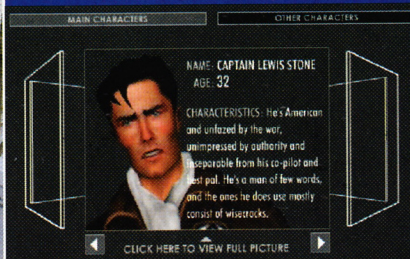 MAIN CHARACTERS
OTHER CHARACTERS
NAME: CAPTAIN LEWIS STONE
AGE: 32
CHARACTERISTICS: He's American
and unfazed by the war,
unimpressed by authority and
inseparable from his co-pilot and
best pal. He's a man of few words,
and the ones he does use mostly
consist of wisecracks.
CLICK HERE TO VIEW FULL PICTURE